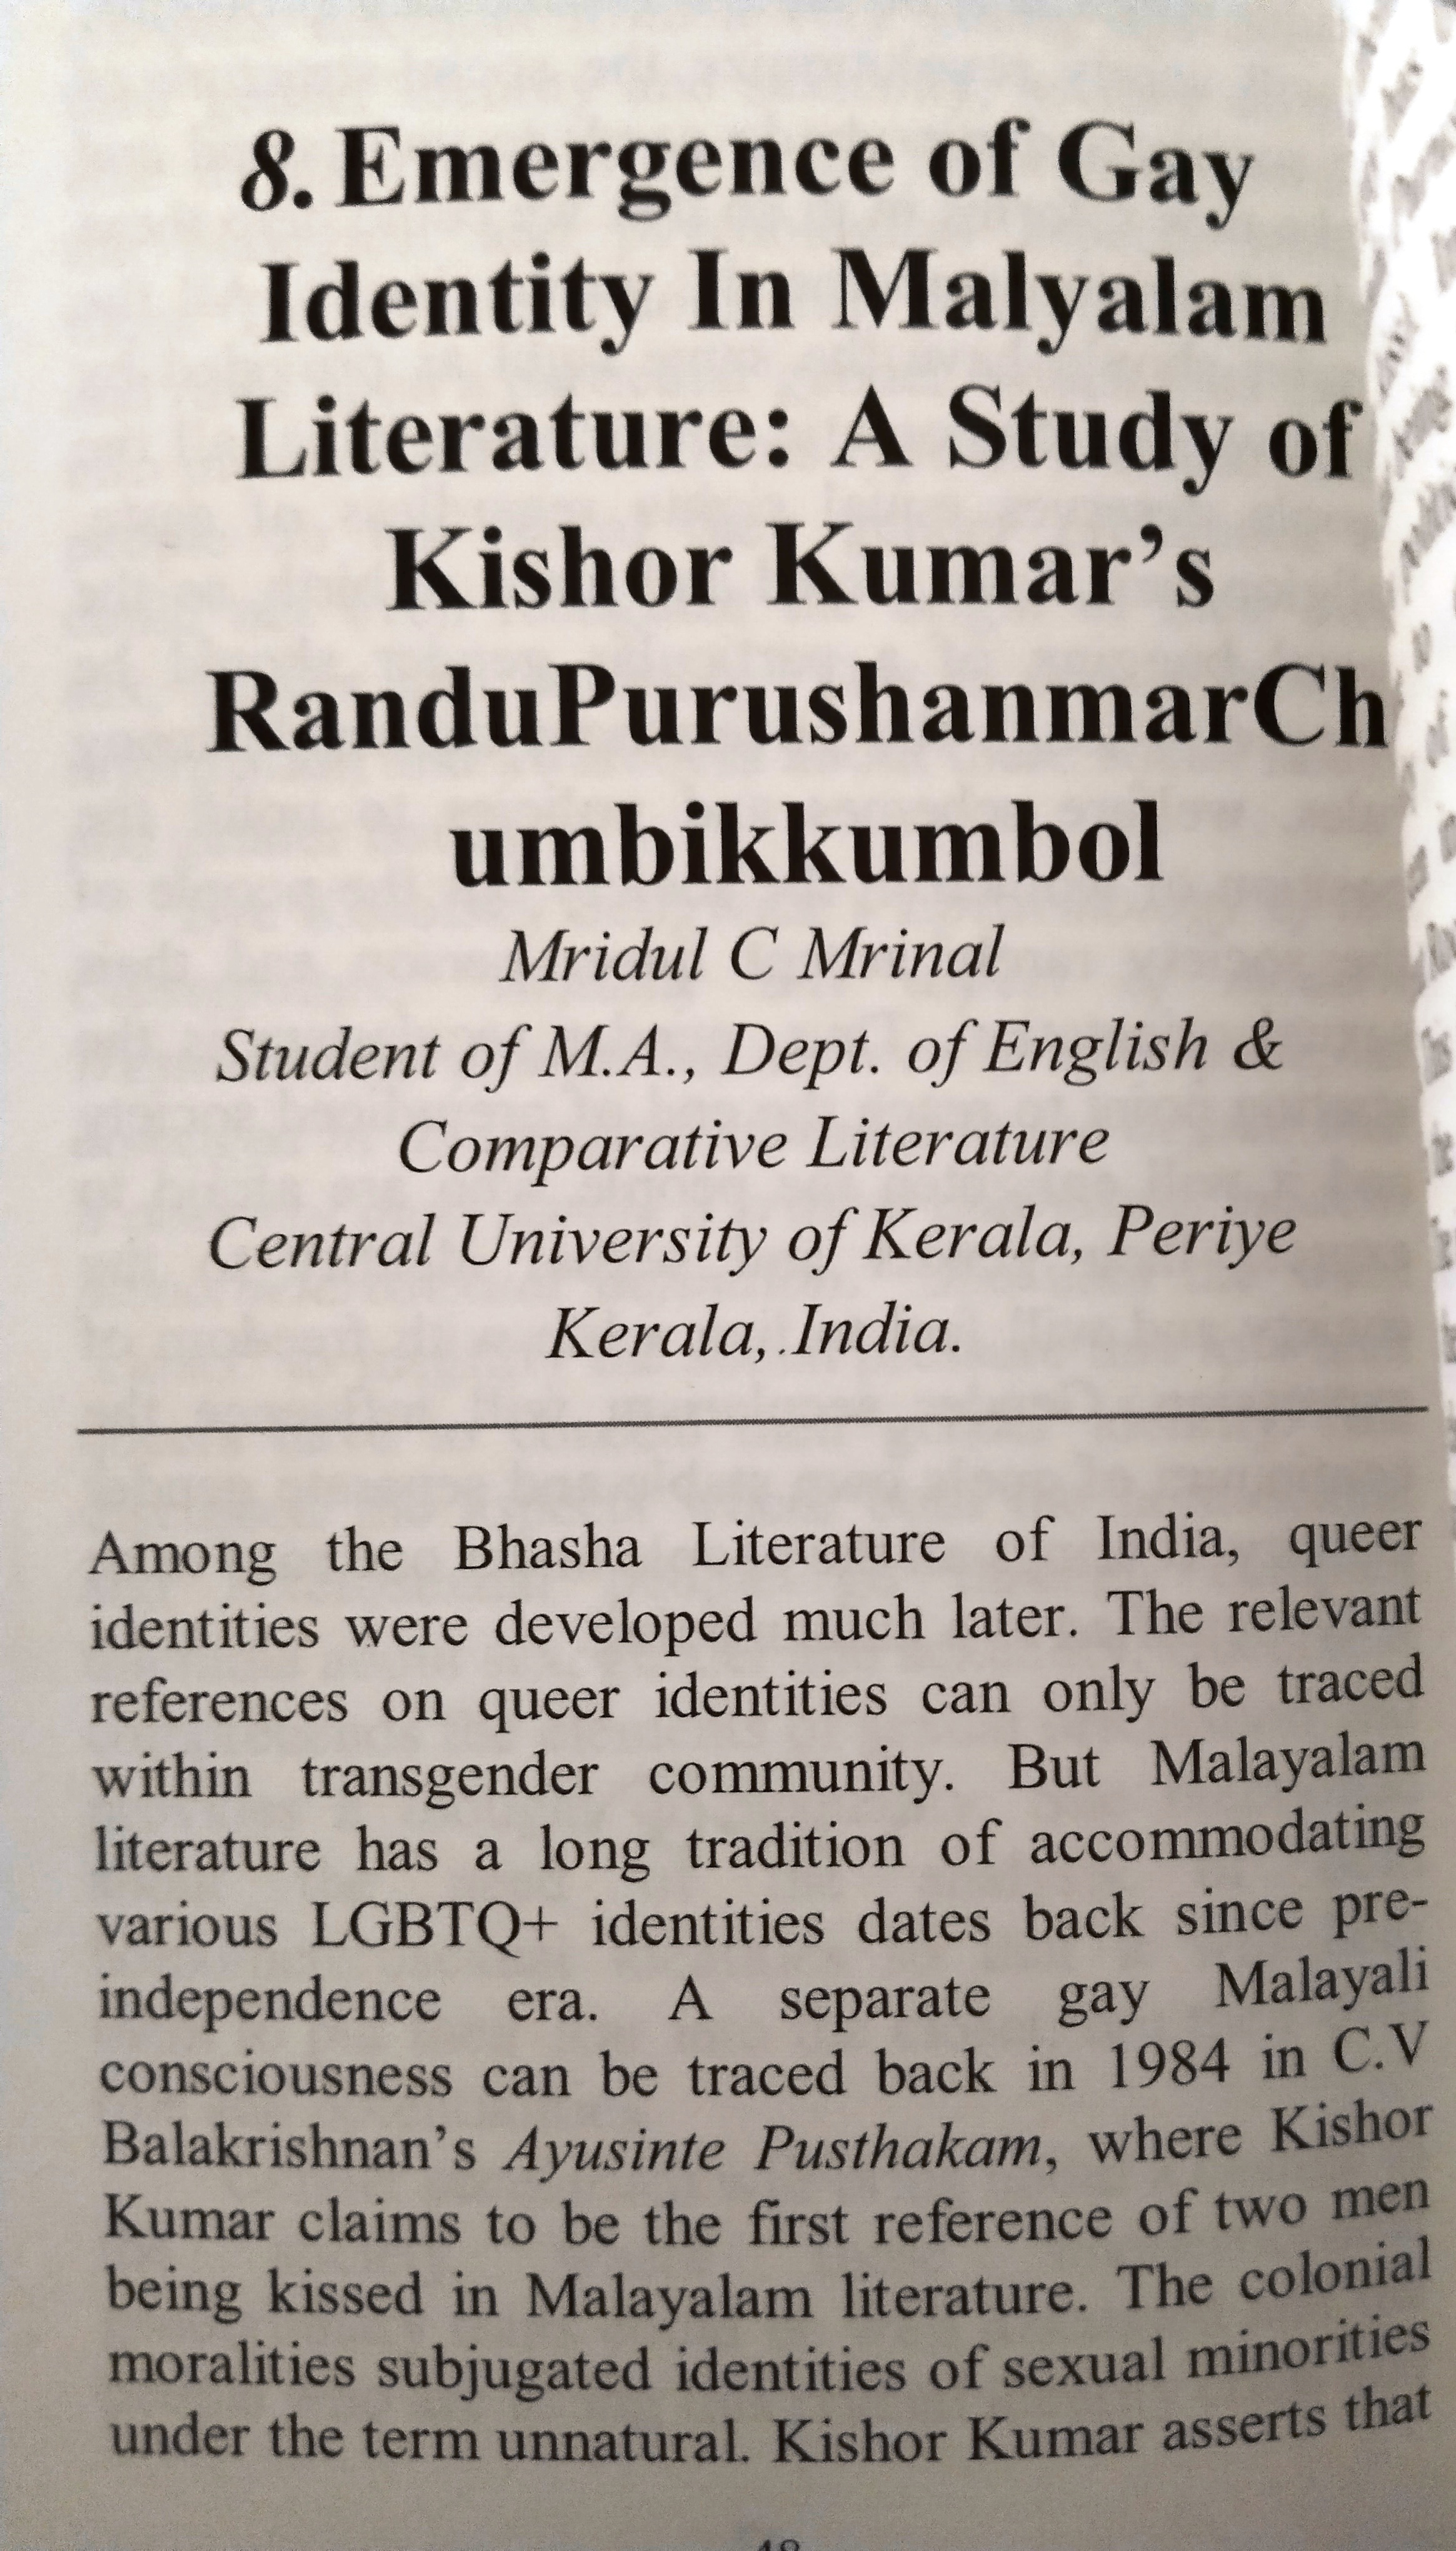 8. Emergence of Gay
Identity In Malyalam
Literature: A Study of
Kishor Kumar's
RanduPurushanmarCh
umbikkumbol
Mridul C Mrinal
Student of M.A., Dept. of English &
Comparative Literature
Central University of Kerala, Periye
Kerala, .India.
Among the Bhasha Literature of India, queer
identities were developed much later. The relevant
references on queer identities can only be traced
within transgender community. But Malayalam
literature has a long tradition of accommodating
various LGBTQ+ identities dates back since pre-
independence era. A separate gay Malayali
consciousness can be traced back in 1984 in C.V
Balakrishnan's Ayusinte Pusthakam, where Kishor
Kumar claims to be the first reference of two men
being kissed in Malayalam literature. The colonial
moralities subjugated identities of sexual minorities
under the term unnatural. Kishor Kumar asserts that